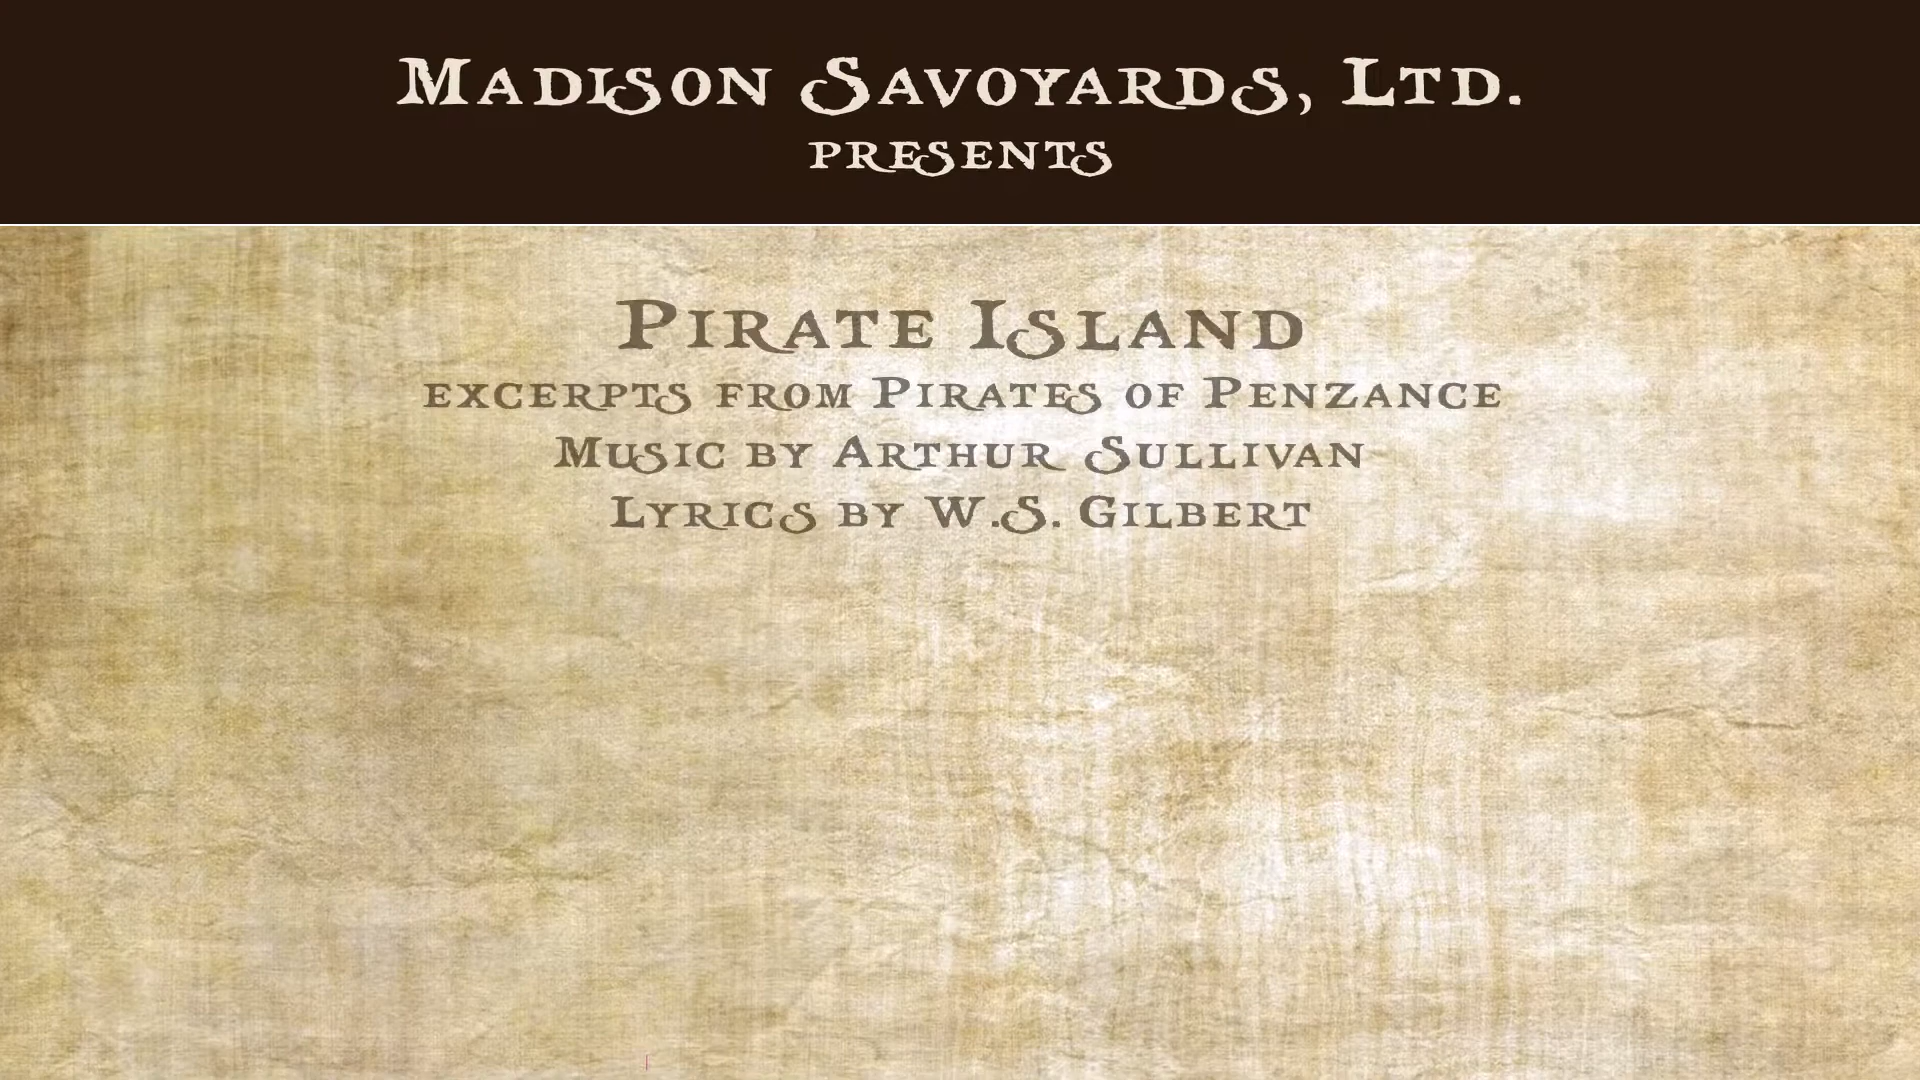 Madison Savoyards, Ltd.
presents
Pirate Island
excerpts from Pirates of Penzance
Music by Arthur Sullivan
Lyrics by W.S. Gilbert